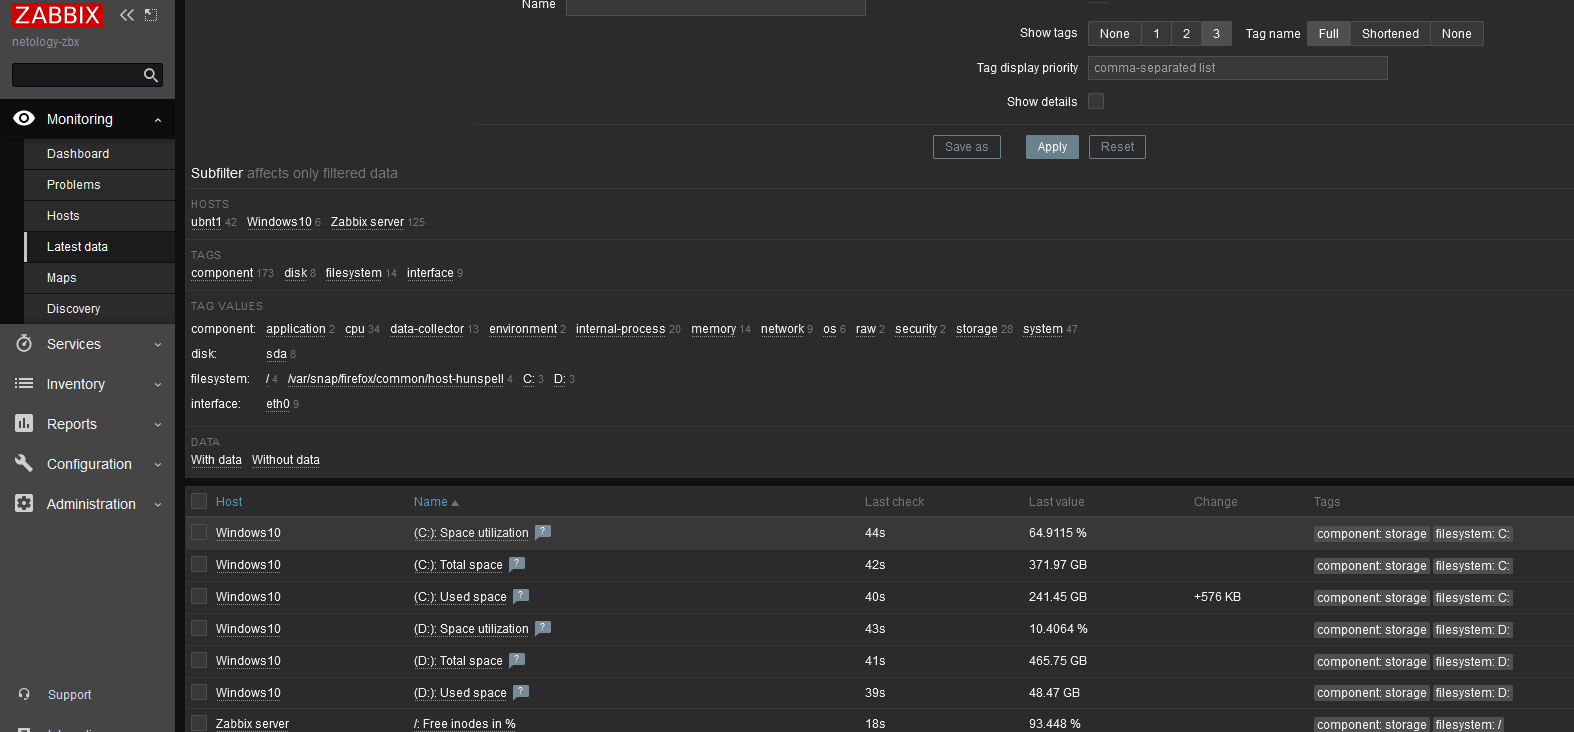 ZABBIX
netology-zbx
Monitoring
Dashboard
Problems
Hosts
Latest data
Maps
Discovery
Services
Inventory
Reports
Configuration
Administration
Support
Name
Show tags None 1 2 3 Tag name Full Shortened None
Tag display priority comma-separated list
Show details
Save as Apply Reset
Subfilter affects only filtered data
HOSTS
ubnt1 42 Windows10 6 Zabbix server 125
TAGS
component 173 disk 8 filesystem 14 interface 9
TAG VALUES
component: application 2 cpu 34 data-collector 13 environment 2 internal-process 20 memory 14 network 9 os 6 raw 2 security 2 storage 28 system 47
disk: sda 8
filesystem: / 4 /var/snap/firefox/common/host-hunspell 4 C: 3 D: 3
interface: eth0 9
DATA
With data Without data
Host Name Last check Last value Change Tags
Windows10 (C:): Space utilization ? 44s 64.9115 % component: storage filesystem: C:
Windows10 (C:): Total space ? 42s 371.97 GB component: storage filesystem: C:
Windows10 (C:): Used space ? 40s 241.45 GB +576 KB component: storage filesystem: C:
Windows10 (D:): Space utilization ? 43s 10.4064 % component: storage filesystem: D:
Windows10 (D:): Total space ? 41s 465.75 GB component: storage filesystem: D:
Windows10 (D:): Used space ? 39s 48.47 GB component: storage filesystem: D:
Zabbix server /: Free inodes in % 18s 93.448 % component: storage filesystem: /